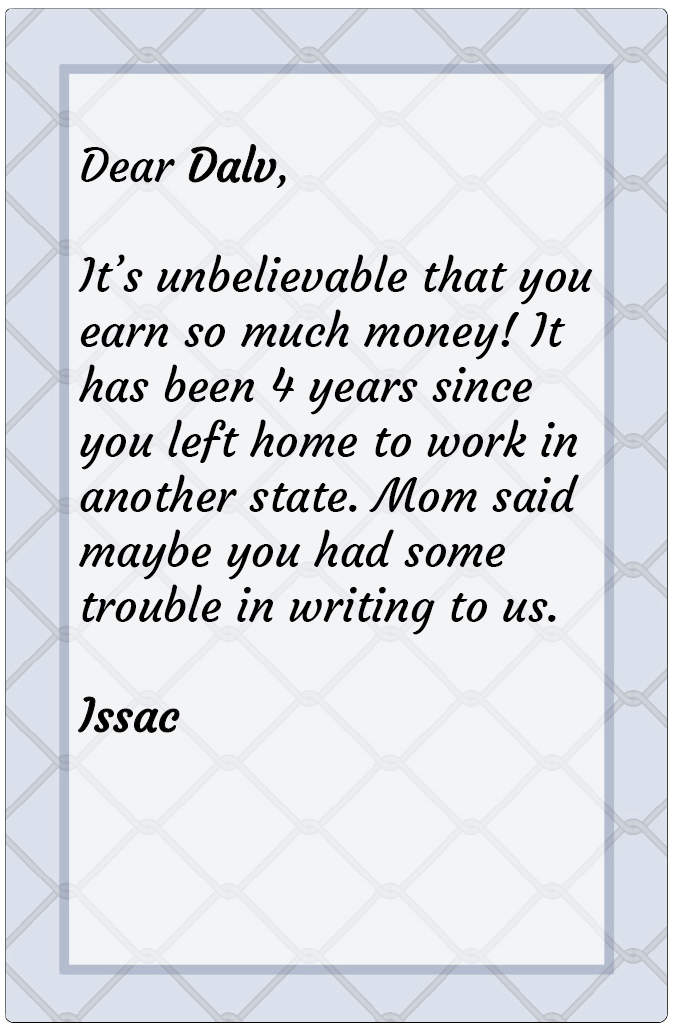 Dear Dalv,
It's unbelievable that you
earn so much money! It
has been 4 years since
you left home to work in
another state. Mom said
maybe you had some
trouble in writing to us.
Issac